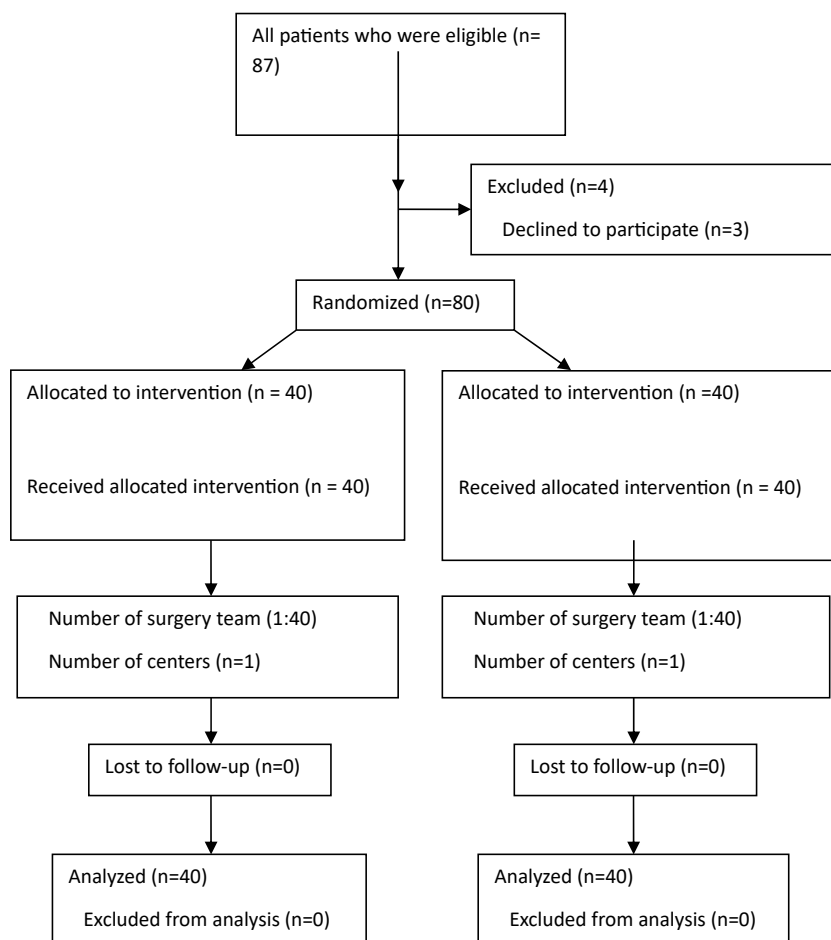 All patients who were eligible (n=
87)
Excluded (n=4)
Declined to participate (n=3)
Randomized (n=80)
Allocated to intervention (n = 40)
Received allocated intervention (n = 40)
Allocated to intervention (n =40)
Received allocated intervention (n = 40)
Number of surgery team (1:40)
Number of centers (n=1)
Number of surgery team (1:40)
Number of centers (n=1)
Lost to follow-up (n=0)
Lost to follow-up (n=0)
Analyzed (n=40)
Excluded from analysis (n=0)
Analyzed (n=40)
Excluded from analysis (n=0)